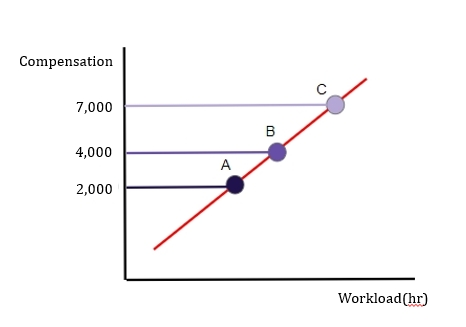 Compensation
C
7,000
B
4,000
A
2,000
Workload(hr)